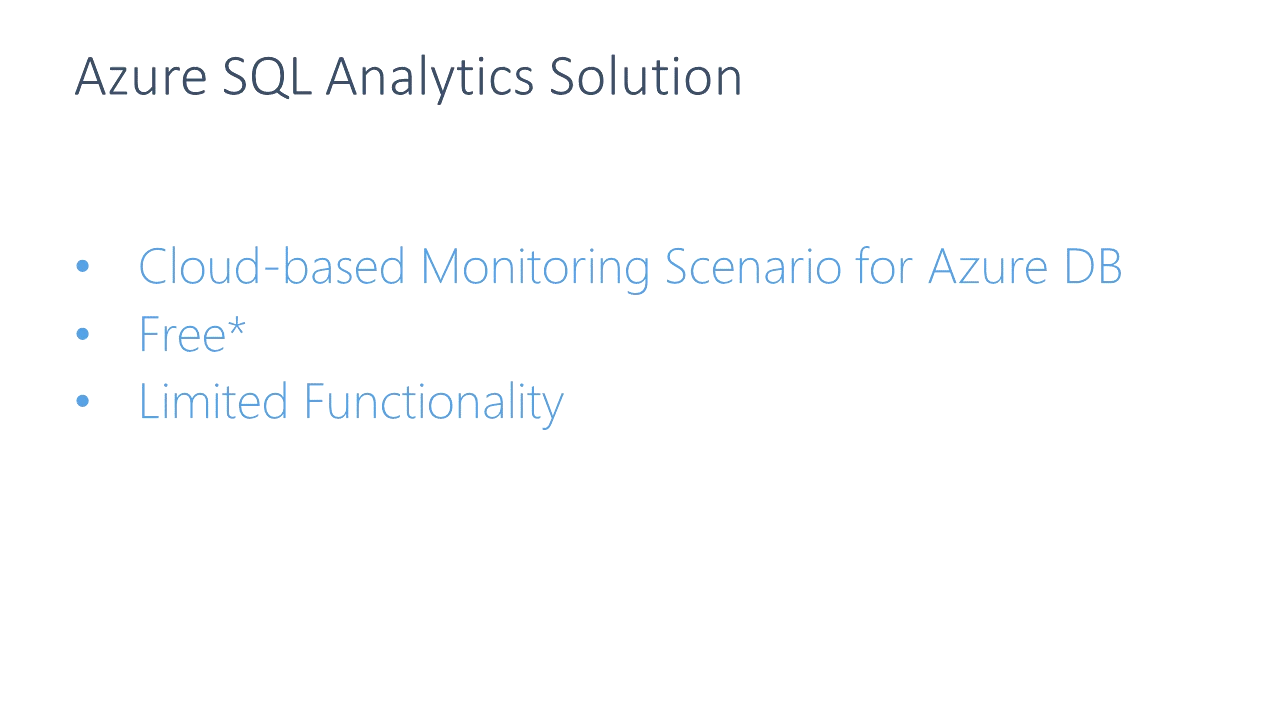 Azure SQL Analytics Solution
• Cloud-based Monitoring Scenario for Azure DB
• Free*
• Limited Functionality